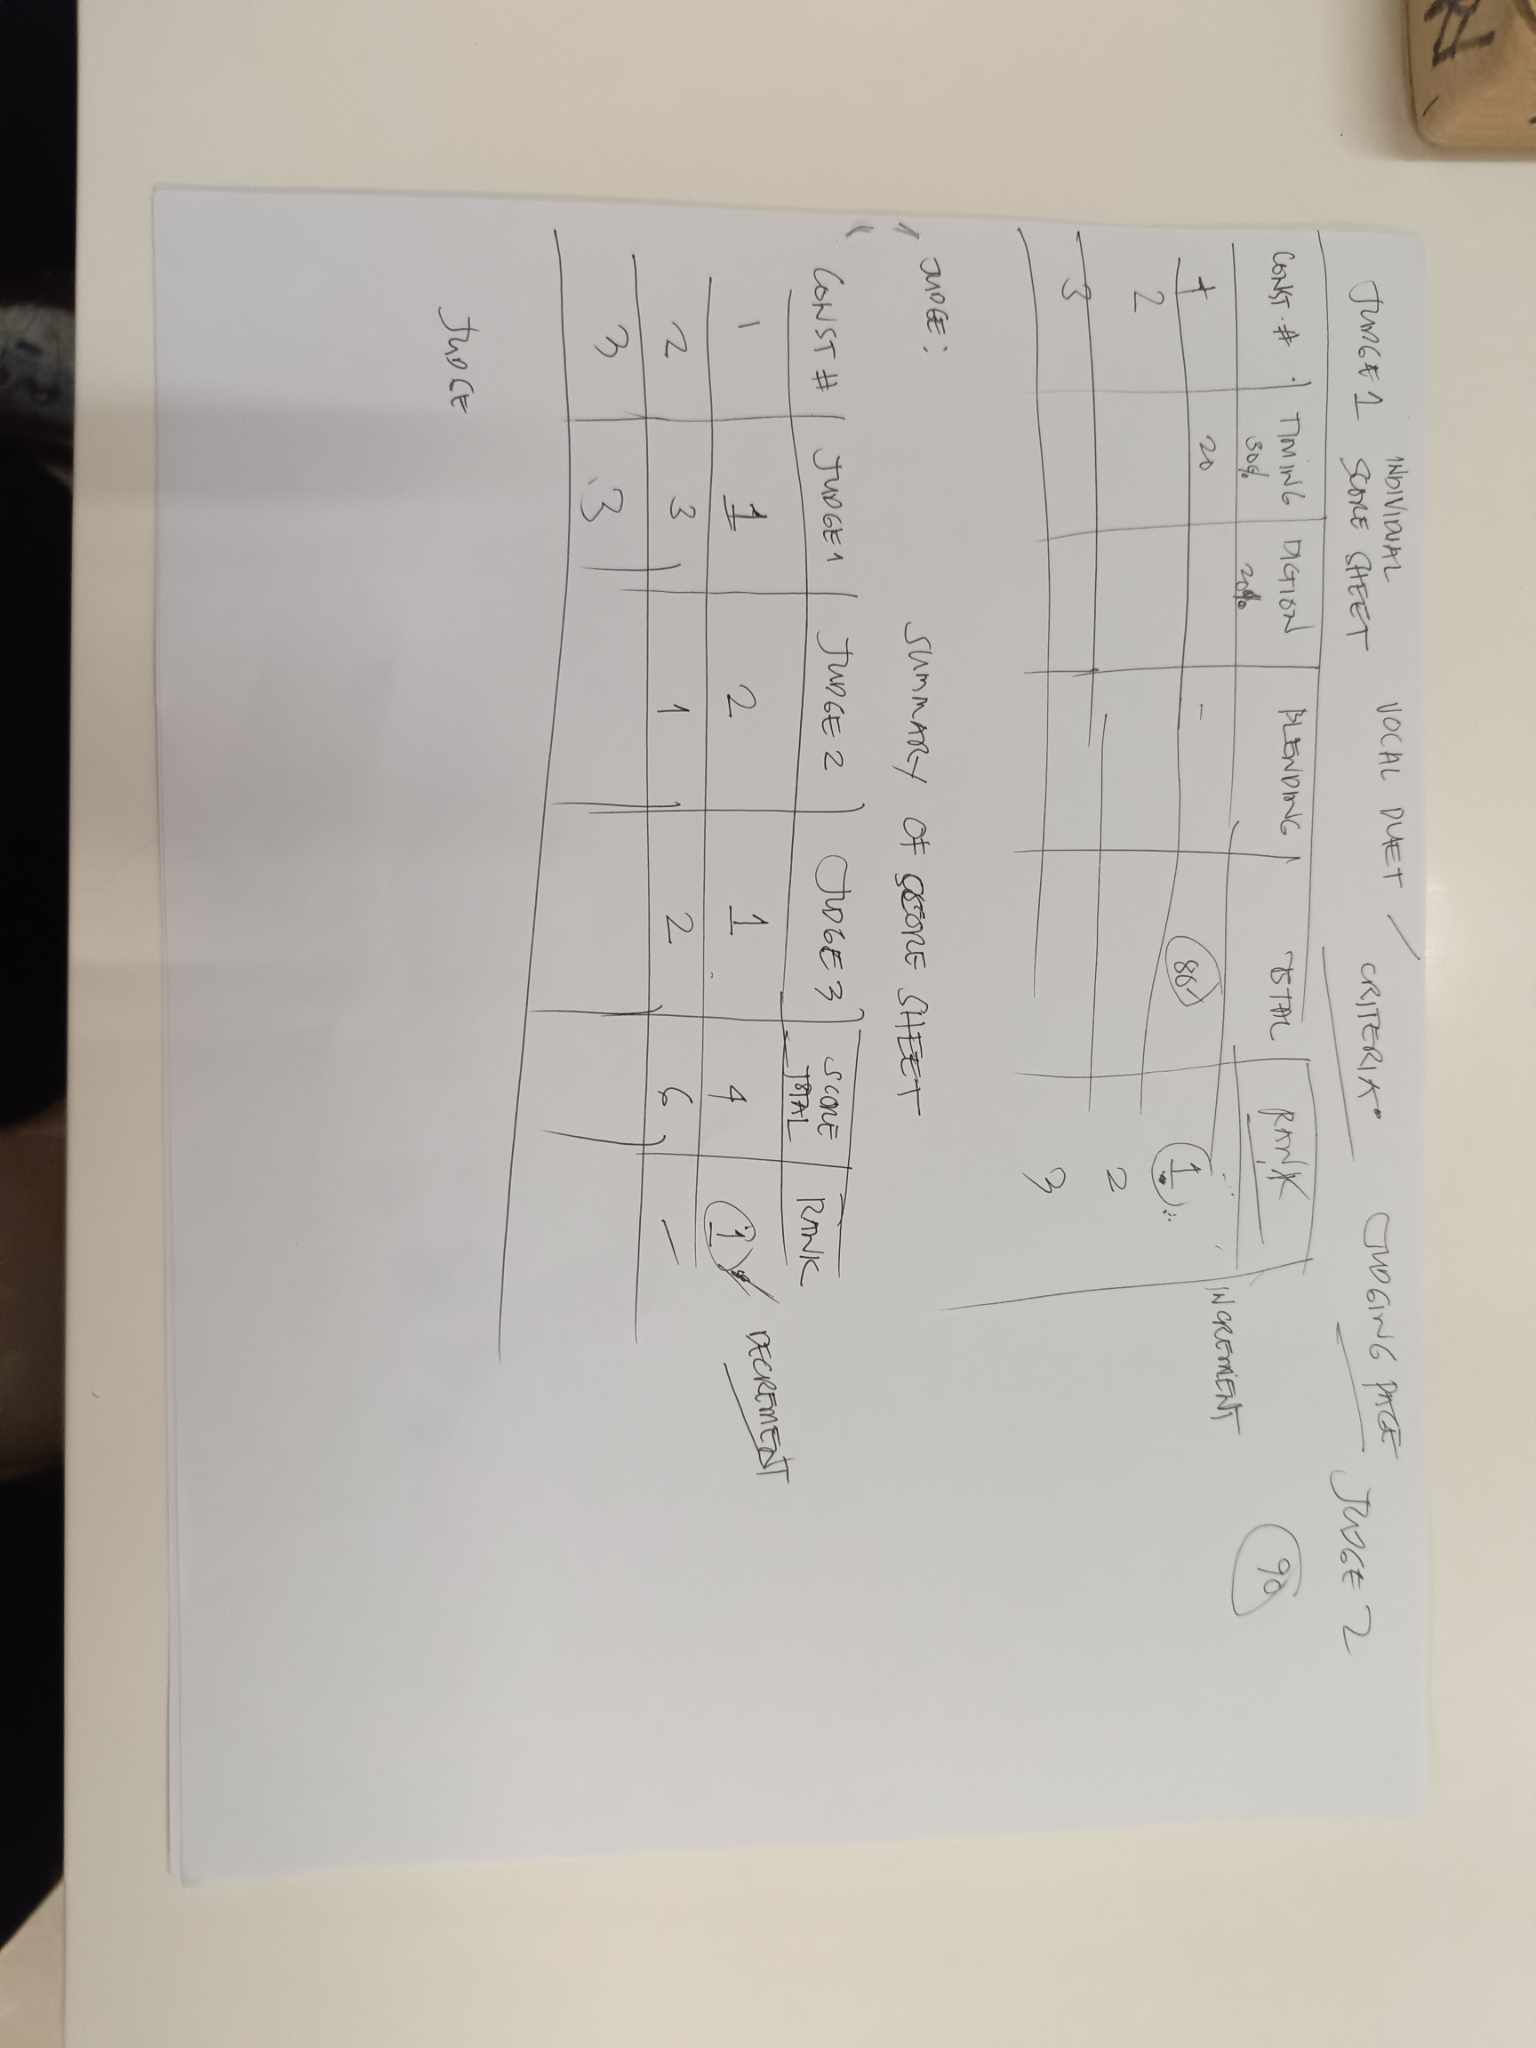 JUDGE 1 INDIVIDUAL SCORE SHEET VOCAL DUET / CRITERIA JUDGING PAGE JUDGE 2
CONST. # TIMING 30% DICTION 20% BLENDING TOTAL RANK
90
INCREMENT
1 20 - 80 1
2 2
3 3
JUDGE:
SUMMARY OF SCORE SHEET
CONST # JUDGE 1 JUDGE 2 JUDGE 3 SCORE TOTAL RANK
1 1 2 1 4 1 DECREMENT
2 3 1 2 6 -
3 3
JUDGE